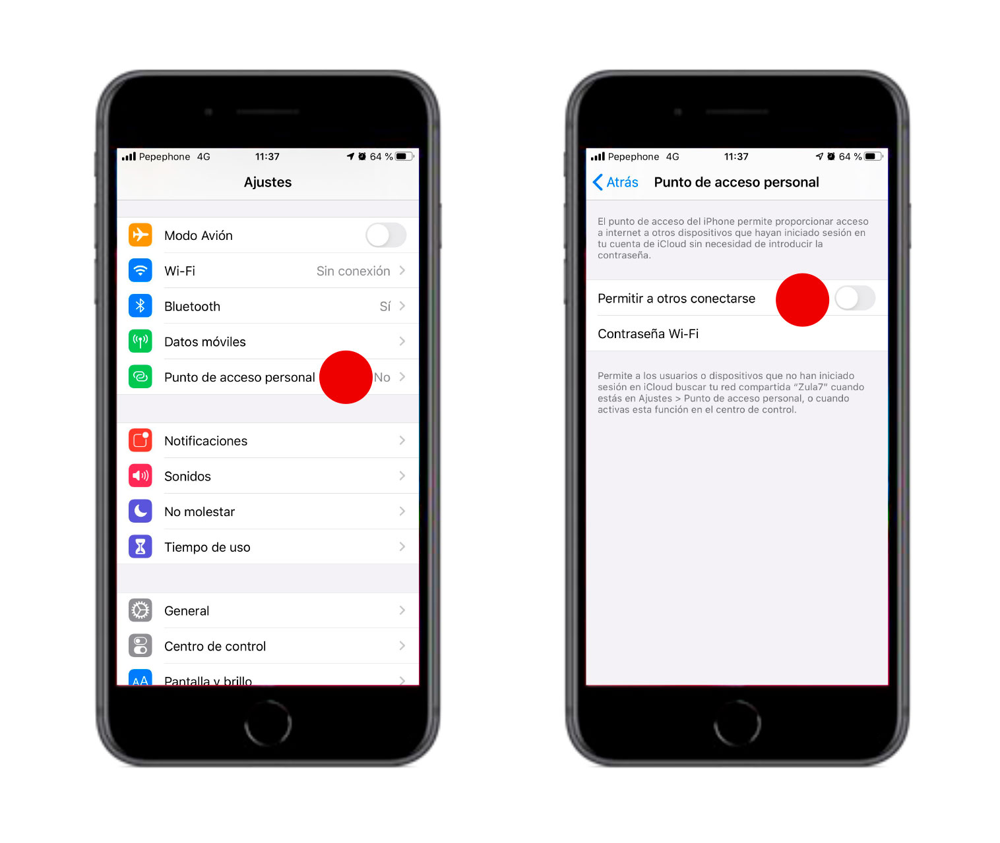 Pepephone 4G 11:37 64 %
Ajustes
Modo Avión
Wi-Fi Sin conexión
Bluetooth Sí
Datos móviles
Punto de acceso personal No
Notificaciones
Sonidos
No molestar
Tiempo de uso
General
Centro de control
AA Pantalla y brillo
Pepephone 4G 11:37 64 %
Atrás Punto de acceso personal
El punto de acceso del iPhone permite proporcionar acceso
a internet a otros dispositivos que hayan iniciado sesión en
tu cuenta de iCloud sin necesidad de introducir la
contraseña.
Permitir a otros conectarse
Contraseña Wi-Fi
Permite a los usuarios o dispositivos que no han iniciado
sesión en iCloud buscar tu red compartida “Zula7” cuando
estás en Ajustes > Punto de acceso personal, o cuando
activas esta función en el centro de control.